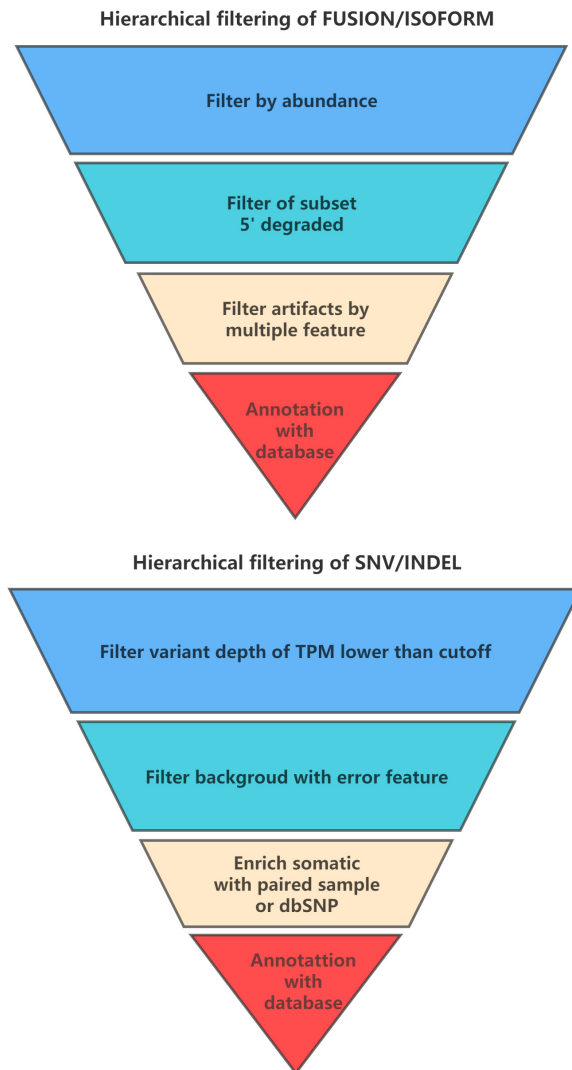 Hierarchical filtering of FUSION/ISOFORM
Filter by abundance
Filter of subset
5' degraded
Filter artifacts by
multiple feature
Annotation
with
database
Hierarchical filtering of SNV/INDEL
Filter variant depth of TPM lower than cutoff
Filter backgroud with error feature
Enrich somatic
with paired sample
or dbSNP
Annotattion
with
database